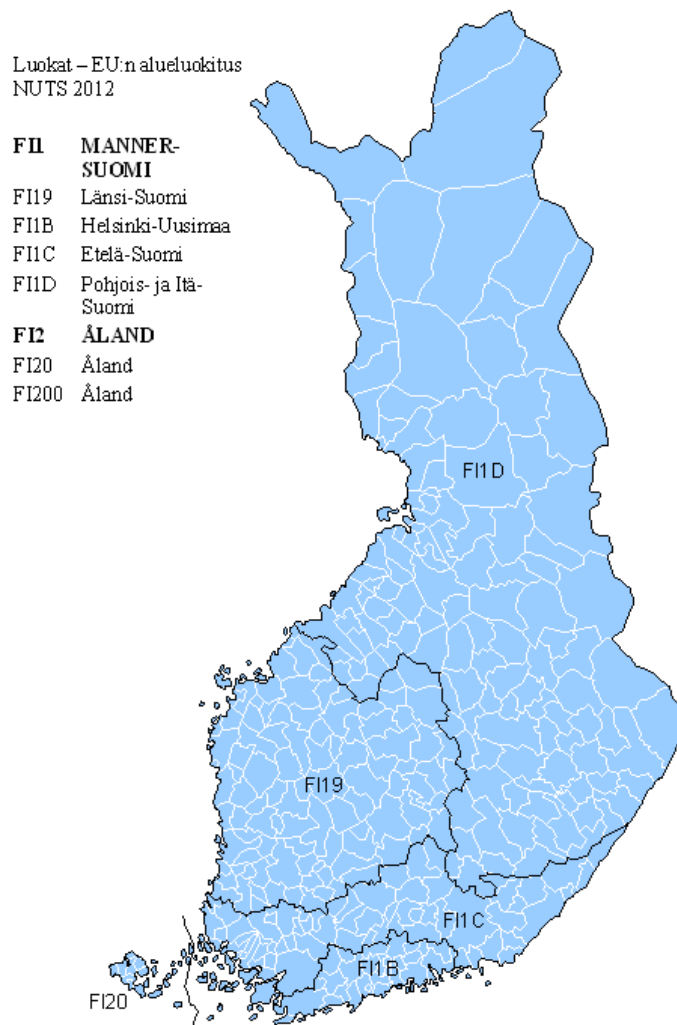 Luokat – EU:n alueluokitus
NUTS 2012
FI1 MANNER-
SUOMI
FI19 Länsi-Suomi
FI1B Helsinki-Uusimaa
FI1C Etelä-Suomi
FI1D Pohjois- ja Itä-
Suomi
FI2 ÅLAND
FI20 Åland
FI200 Åland
FI1D
FI19
FI1C
FI1B
FI20